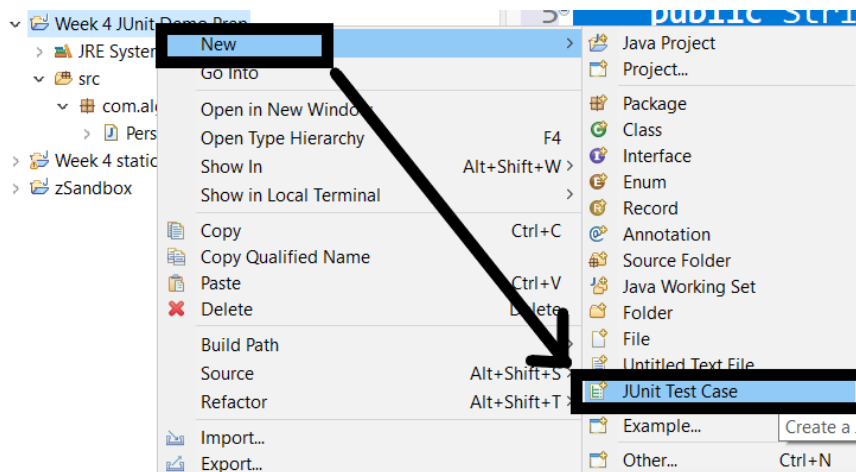 Week 4 JUnit Demo Prep
JRE System
src
com.alg
Pers
Week 4 static
zSandbox
New
Go Into
Open in New Window
Open Type Hierarchy F4
Show In Alt+Shift+W >
Show in Local Terminal >
Copy Ctrl+C
Copy Qualified Name
Paste Ctrl+V
Delete Delete
Build Path >
Source Alt+Shift+S >
Refactor Alt+Shift+T >
Import...
Export...
5
public Stri
Java Project
Project...
Package
Class
Interface
Enum
Record
Annotation
Source Folder
Java Working Set
Folder
File
Untitled Text File
JUnit Test Case
Example...
Create a
Other... Ctrl+N